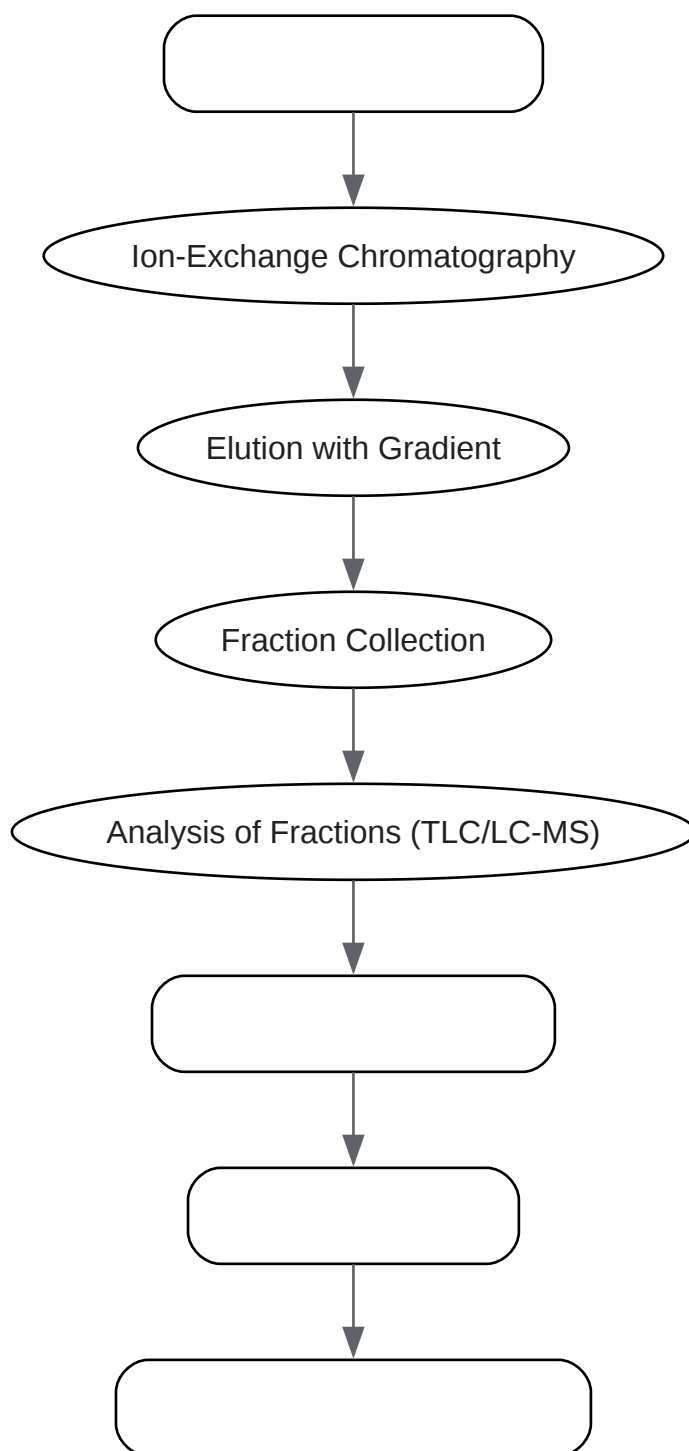 Ion-Exchange Chromatography
Elution with Gradient
Fraction Collection
Analysis of Fractions (TLC/LC-MS)